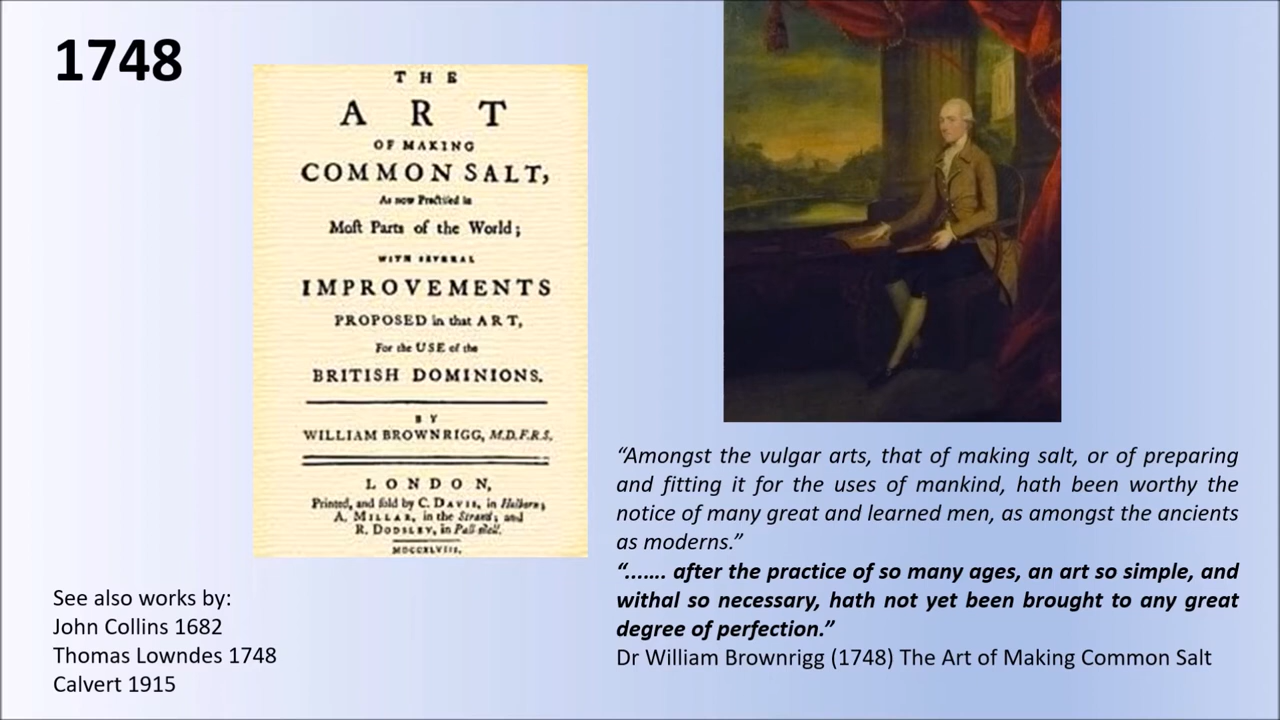 1748
THE
ART
OF MAKING
COMMON SALT,
As now Practised in
Most Parts of the World;
WITH SEVERAL
IMPROVEMENTS
PROPOSED in that ART,
For the USE of the
BRITISH DOMINIONS.
BY
WILLIAM BROWNRIGG, M.D.F.R.S.
LONDON,
Printed, and sold by C. DAVIS, in Holborn;
A. MILLAR, in the Strand; and
R. DODSLEY, in Pall-mall.
MDCCXLVIII.
“Amongst the vulgar arts, that of making salt, or of preparing
and fitting it for the uses of mankind, hath been worthy the
notice of many great and learned men, as amongst the ancients
as moderns.”
“....... after the practice of so many ages, an art so simple, and
withal so necessary, hath not yet been brought to any great
degree of perfection.”
Dr William Brownrigg (1748) The Art of Making Common Salt
See also works by:
John Collins 1682
Thomas Lowndes 1748
Calvert 1915